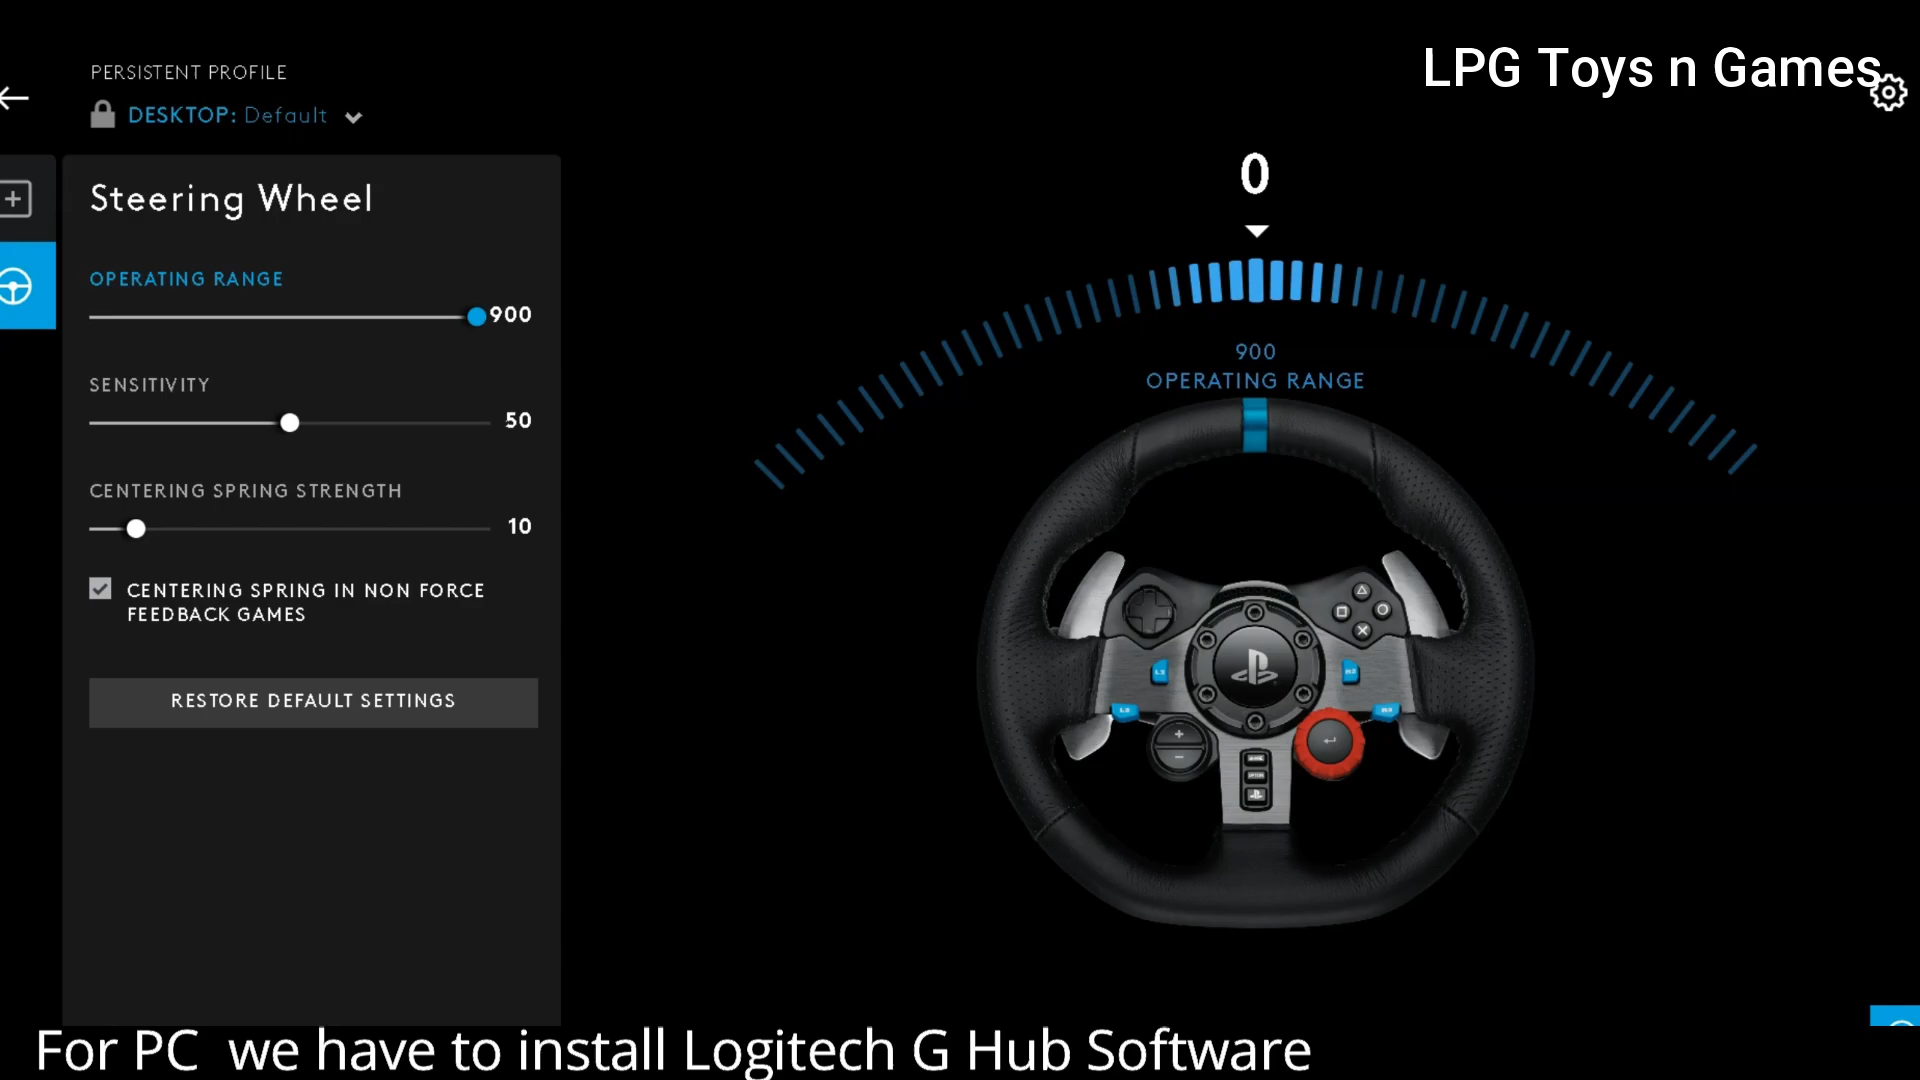 PERSISTENT PROFILE
DESKTOP: Default
LPG Toys n Games
Steering Wheel
OPERATING RANGE
900
SENSITIVITY
50
CENTERING SPRING STRENGTH
10
CENTERING SPRING IN NON FORCE
FEEDBACK GAMES
RESTORE DEFAULT SETTINGS
0
900
OPERATING RANGE
For PC we have to install Logitech G Hub Software